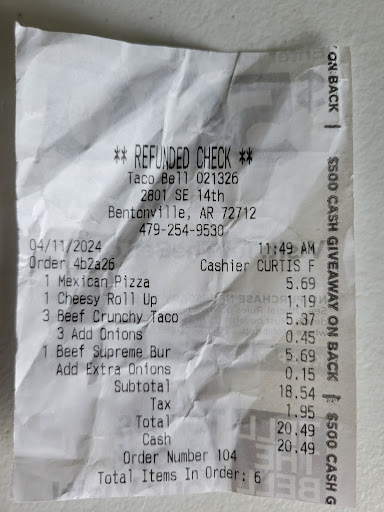 ** REFUNDED CHECK **
Taco Bell 021326
2801 SE 14th
Bentonville, AR 72712
479-254-9530
04/11/2024 11:49 AM
Order 4b2a26 Cashier CURTIS F
1 Mexican Pizza 5.69
1 Cheesy Roll Up 1.19
3 Beef Crunchy Taco 5.37
3 Add Onions 0.45
1 Beef Supreme Bur 5.69
Add Extra Onions 0.15
Subtotal 18.54
Tax 1.95
Total 20.49
Cash 20.49
Order Number 104
Total Items In Order: 6
ON BACK | $500 CASH GIVEAWAY ON BACK | $500 CASH G